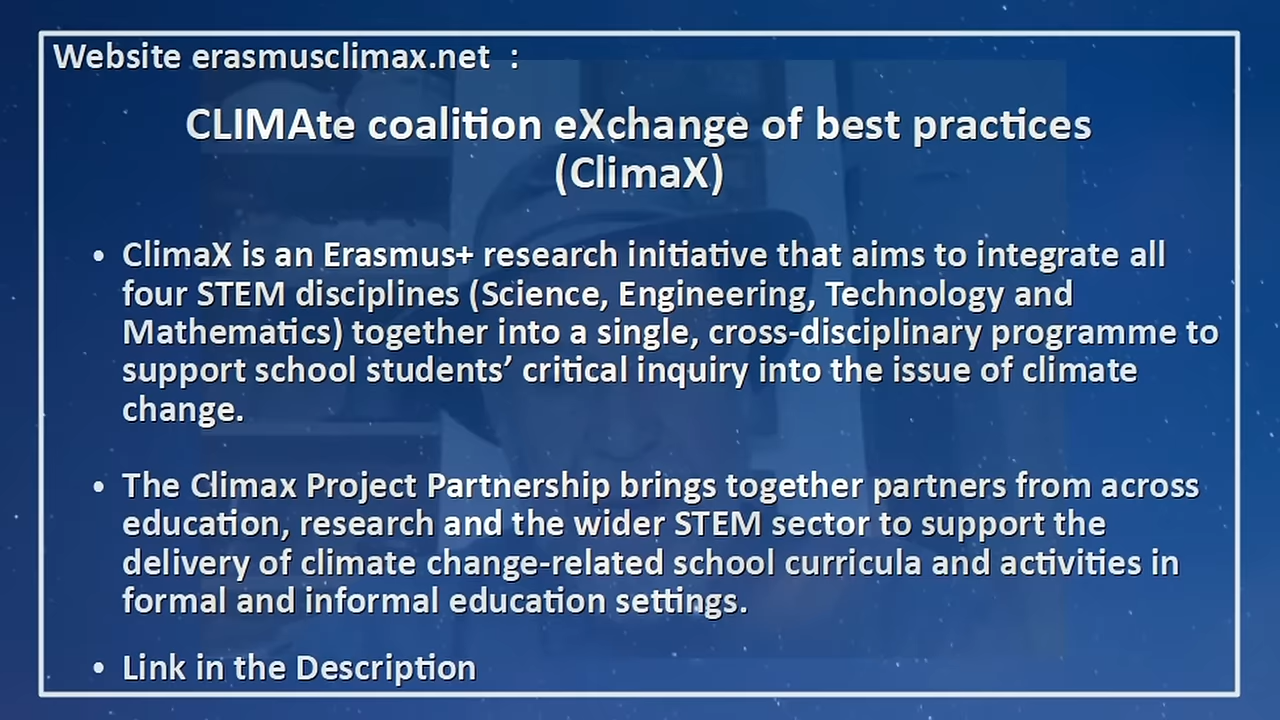 Website erasmusclimax.net :
CLIMAte coalition eXchange of best practices
(ClimaX)
• ClimaX is an Erasmus+ research initiative that aims to integrate all
four STEM disciplines (Science, Engineering, Technology and
Mathematics) together into a single, cross-disciplinary programme to
support school students’ critical inquiry into the issue of climate
change.
• The Climax Project Partnership brings together partners from across
education, research and the wider STEM sector to support the
delivery of climate change-related school curricula and activities in
formal and informal education settings.
• Link in the Description